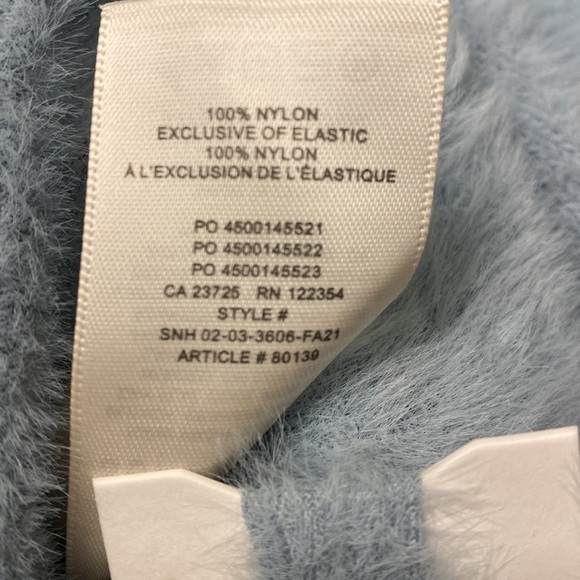 100% NYLON
EXCLUSIVE OF ELASTIC
100% NYLON
À L'EXCLUSION DE L'ÉLASTIQUE
PO 4500145521
PO 4500145522
PO 4500145523
CA 23725 RN 122354
STYLE #
SNH 02-03-3606-FA21
ARTICLE # 80139